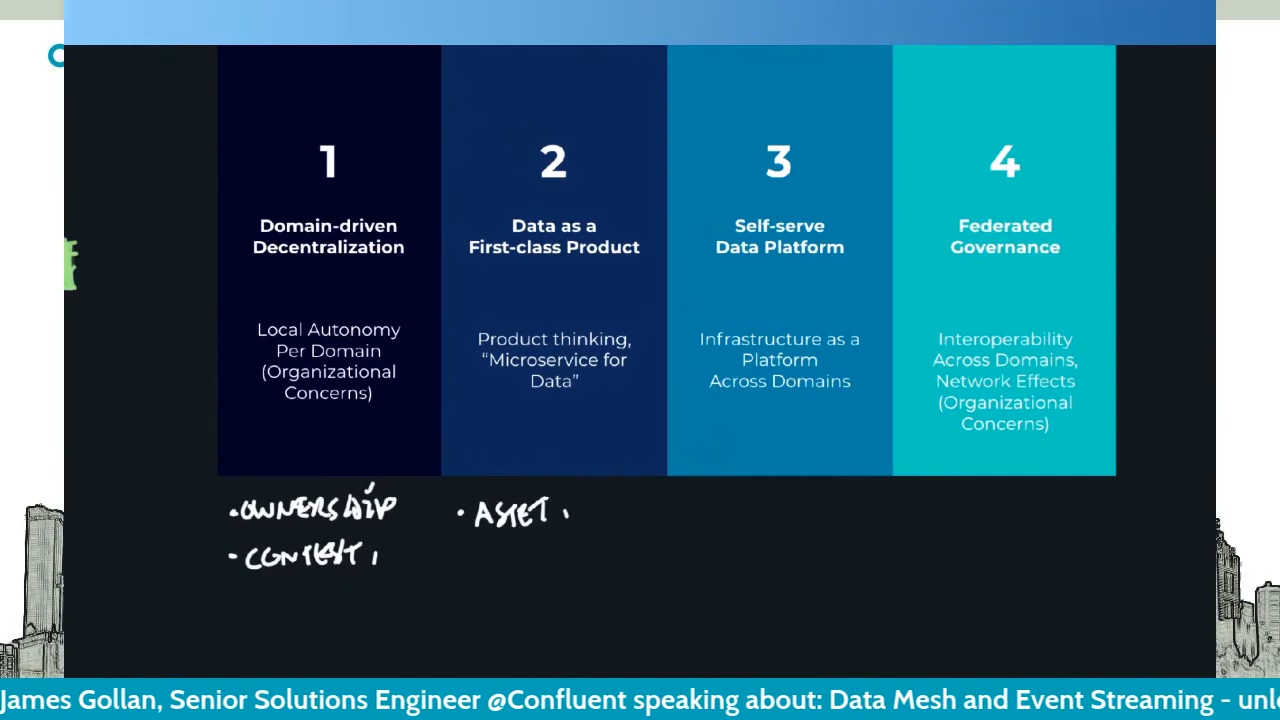 1
Domain-driven
Decentralization
Local Autonomy
Per Domain
(Organizational
Concerns)
2
Data as a
First-class Product
Product thinking,
“Microservice for
Data”
3
Self-serve
Data Platform
Infrastructure as a
Platform
Across Domains
4
Federated
Governance
Interoperability
Across Domains,
Network Effects
(Organizational
Concerns)
• OWNERSHIP
• CONTEXT
• ASSET
James Gollan, Senior Solutions Engineer @Confluent speaking about: Data Mesh and Event Streaming - unl